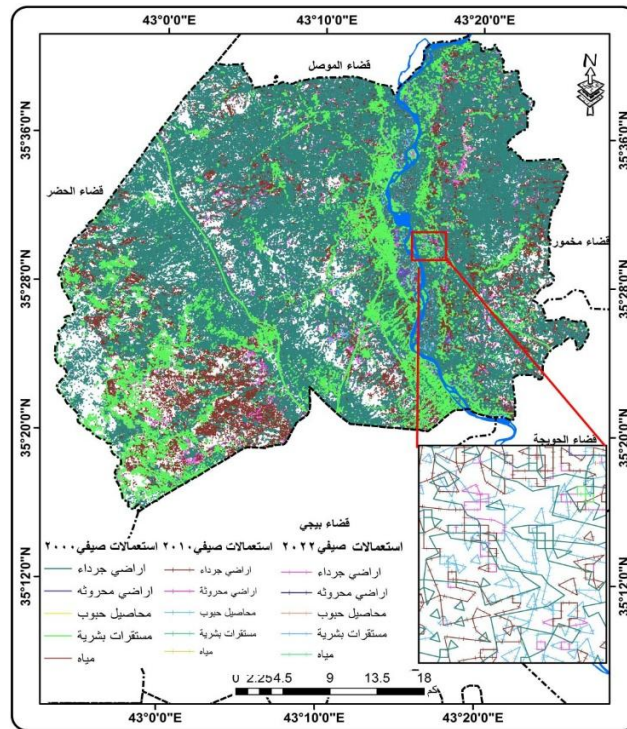 43°0'0"E 43°10'0"E 43°20'0"E
قضاء الموصل
N
35°36'0"N 35°36'0"N
قضاء الحضر
قضاء مخمور
35°28'0"N 35°28'0"N
35°20'0"N 35°20'0"N
قضاء الحويجة
قضاء بيجي
استعمالات صيفي ٢٠٠٠ استعمالات صيفي ٢٠١٠ استعمالات صيفي ٢٠٢٢
اراضي جرداء اراضي جرداء اراضي جرداء
اراضي محروثه اراضي محروثة اراضي محروثه
محاصيل حبوب محاصيل حبوب محاصيل حبوب
مستقرات بشرية مستقرات بشرية مستقرات بشرية
مياه مياه مياه
35°12'0"N 35°12'0"N
0 2.25 4.5 9 13.5 18 كم
43°0'0"E 43°10'0"E 43°20'0"E